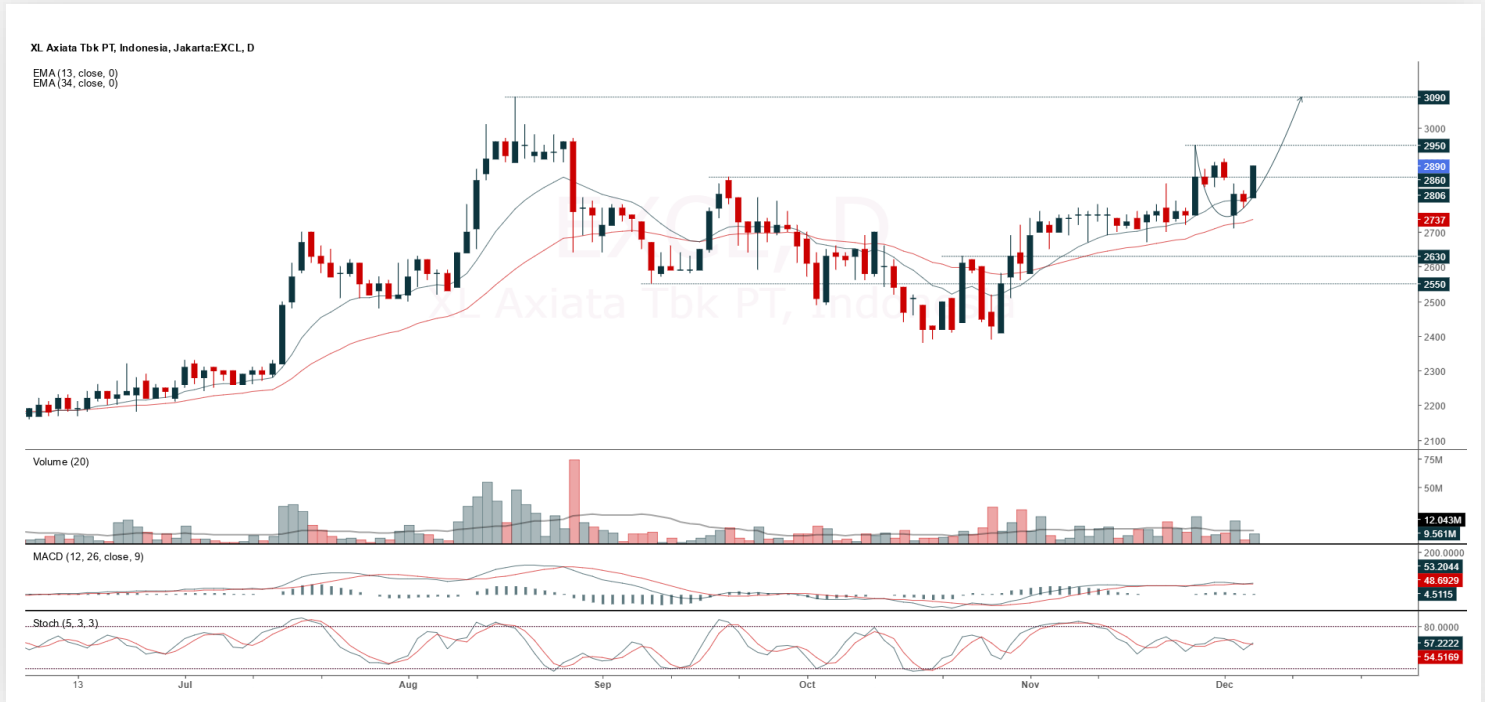 XL Axiata Tbk PT, Indonesia, Jakarta:EXCL, D
EMA (13, close, 0)
EMA (34, close, 0)
EXCL, D
XL Axiata Tbk PT, Indonesia
3090
3000
2950
2890
2860
2806
2737
2700
2630
2600
2550
2500
2400
2300
2200
2100
Volume (20)
75M
50M
12.043M
9.561M
MACD (12, 26, close, 9)
200.0000
53.2044
48.6929
4.5115
Stoch (5, 3, 3)
80.0000
57.2222
54.5169
13 Jul Aug Sep Oct Nov Dec